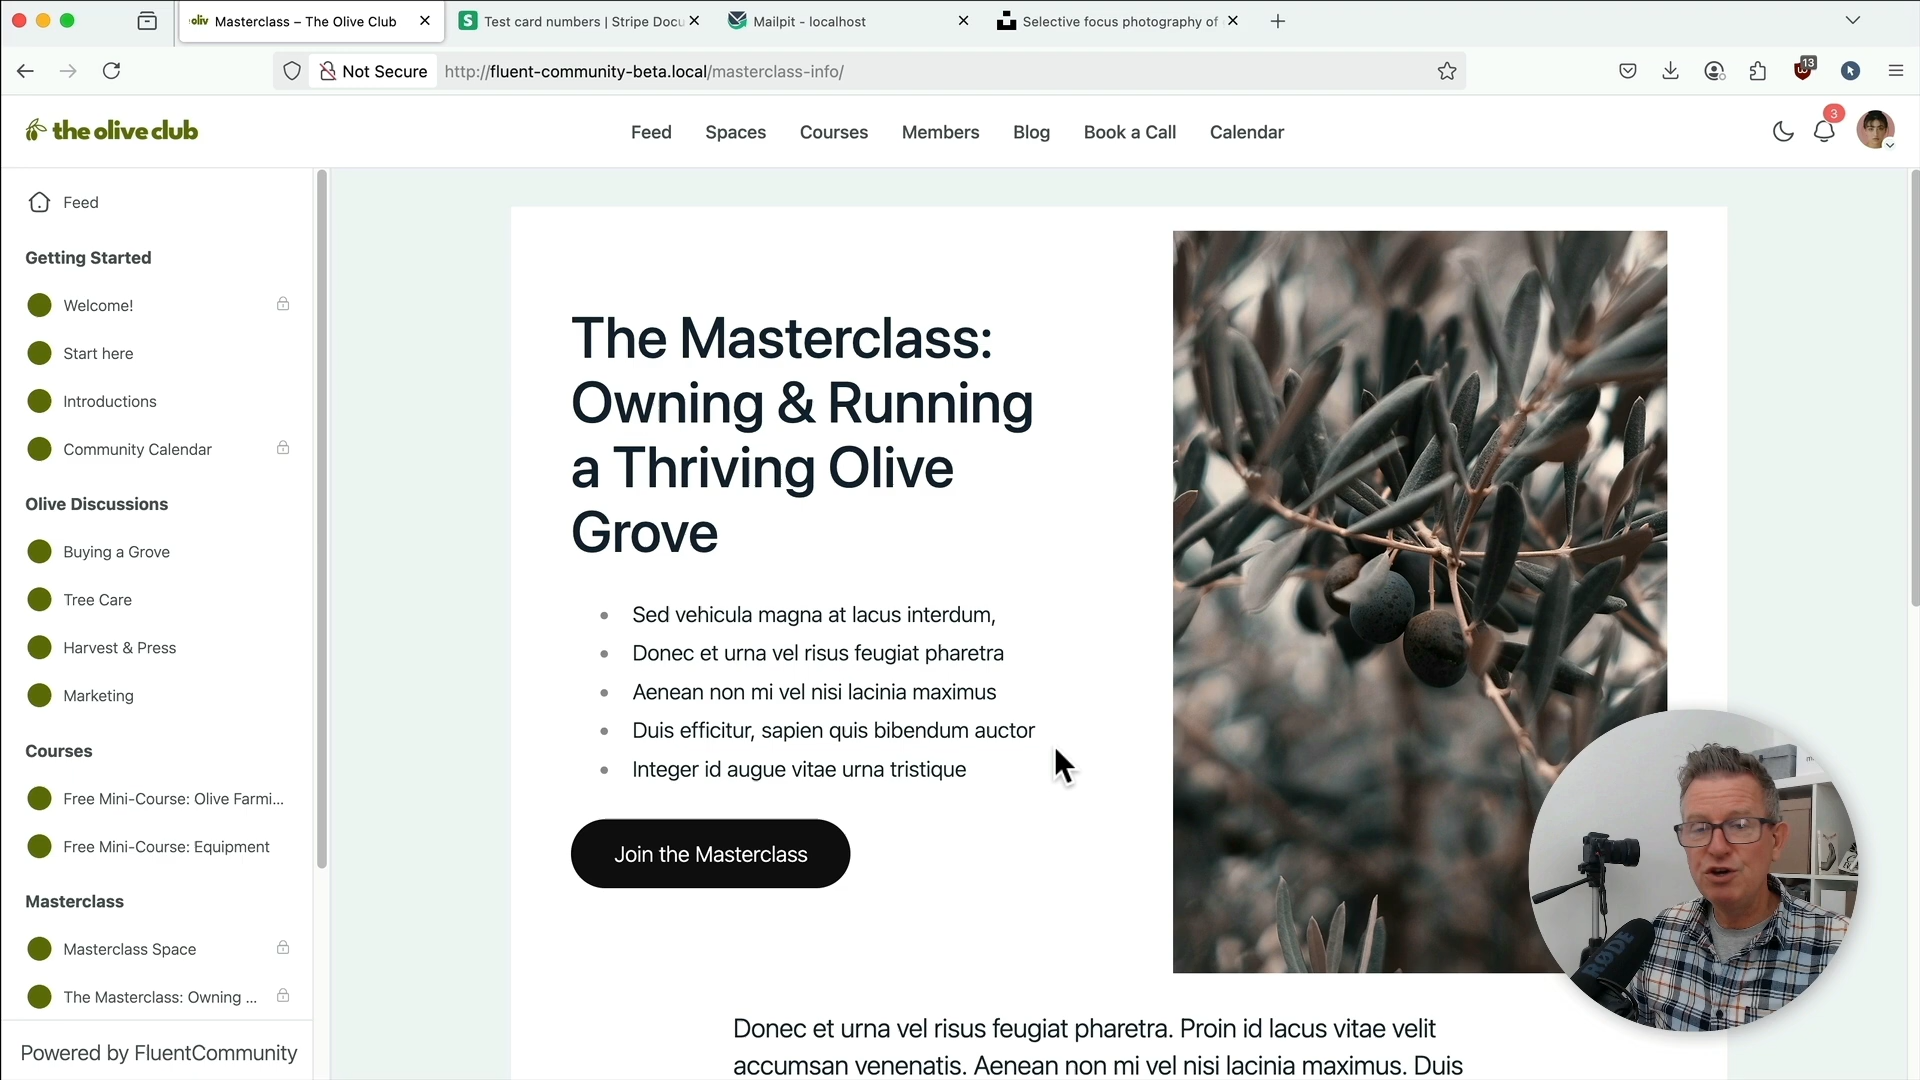 Masterclass – The Olive Club
Test card numbers | Stripe Docu
Mailpit - localhost
Selective focus photography of
Not Secure
http://fluent-community-beta.local/masterclass-info/
13
the olive club
Feed
Spaces
Courses
Members
Blog
Book a Call
Calendar
3
Feed
Getting Started
Welcome!
Start here
Introductions
Community Calendar
Olive Discussions
Buying a Grove
Tree Care
Harvest & Press
Marketing
Courses
Free Mini-Course: Olive Farmi...
Free Mini-Course: Equipment
Masterclass
Masterclass Space
The Masterclass: Owning ...
Powered by FluentCommunity
The Masterclass:
Owning & Running
a Thriving Olive
Grove
Sed vehicula magna at lacus interdum,
Donec et urna vel risus feugiat pharetra
Aenean non mi vel nisi lacinia maximus
Duis efficitur, sapien quis bibendum auctor
Integer id augue vitae urna tristique
Join the Masterclass
Donec et urna vel risus feugiat pharetra. Proin id lacus vitae velit
accumsan venenatis. Aenean non mi vel nisi lacinia maximus. Duis
RØDE